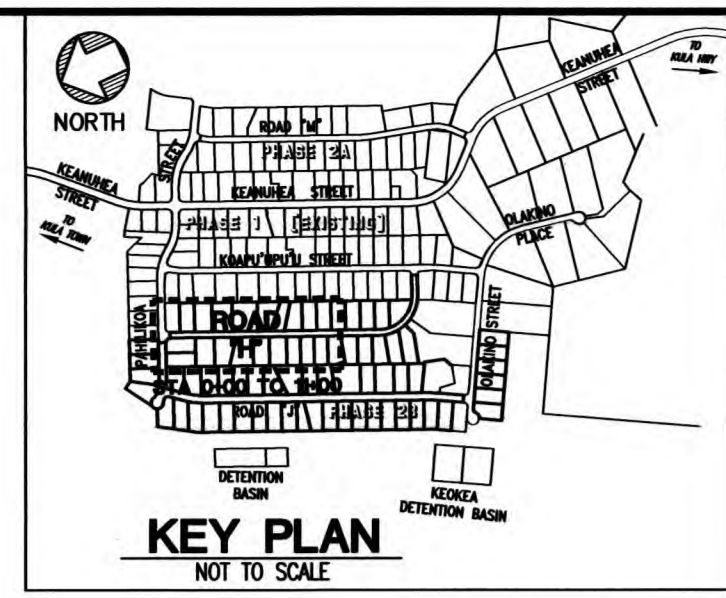 NORTH
TO
KULA HWY
KEANUHEA
STREET
ROAD "M"
PHASE 2A
STREET
KEANUHEA
STREET
TO
KULA TOWN
KEANUHEA STREET
PHASE 1 (EXISTING)
OLAKINO
PLACE
KOAPU'UPU'U STREET
PAHILIKOA
ROAD
"H"
STA 0+00 TO 11+00
OLAKINO STREET
ROAD "J"
PHASE 2B
DETENTION
BASIN
KEOKEA
DETENTION BASIN
KEY PLAN
NOT TO SCALE